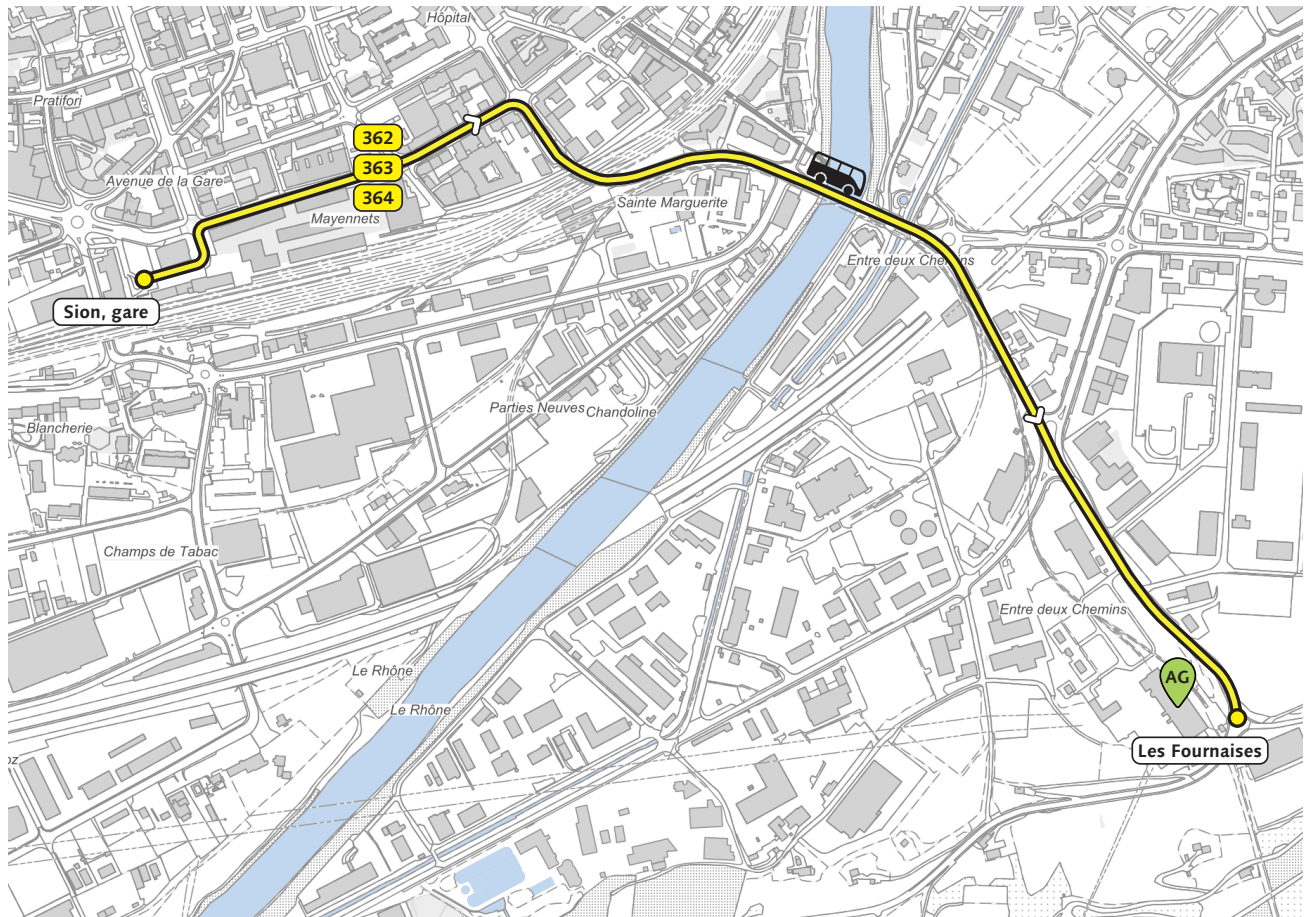 Hôpital
Pratifori
362
363
364
Avenue de la Gare
Mayennets
Sainte Marguerite
Entre deux Chemins
Sion, gare
Parties Neuves
Chandoline
Blancherie
Champs de Tabac
Entre deux Chemins
Le Rhône
AG
Le Rhône
Les Fournaises
oz